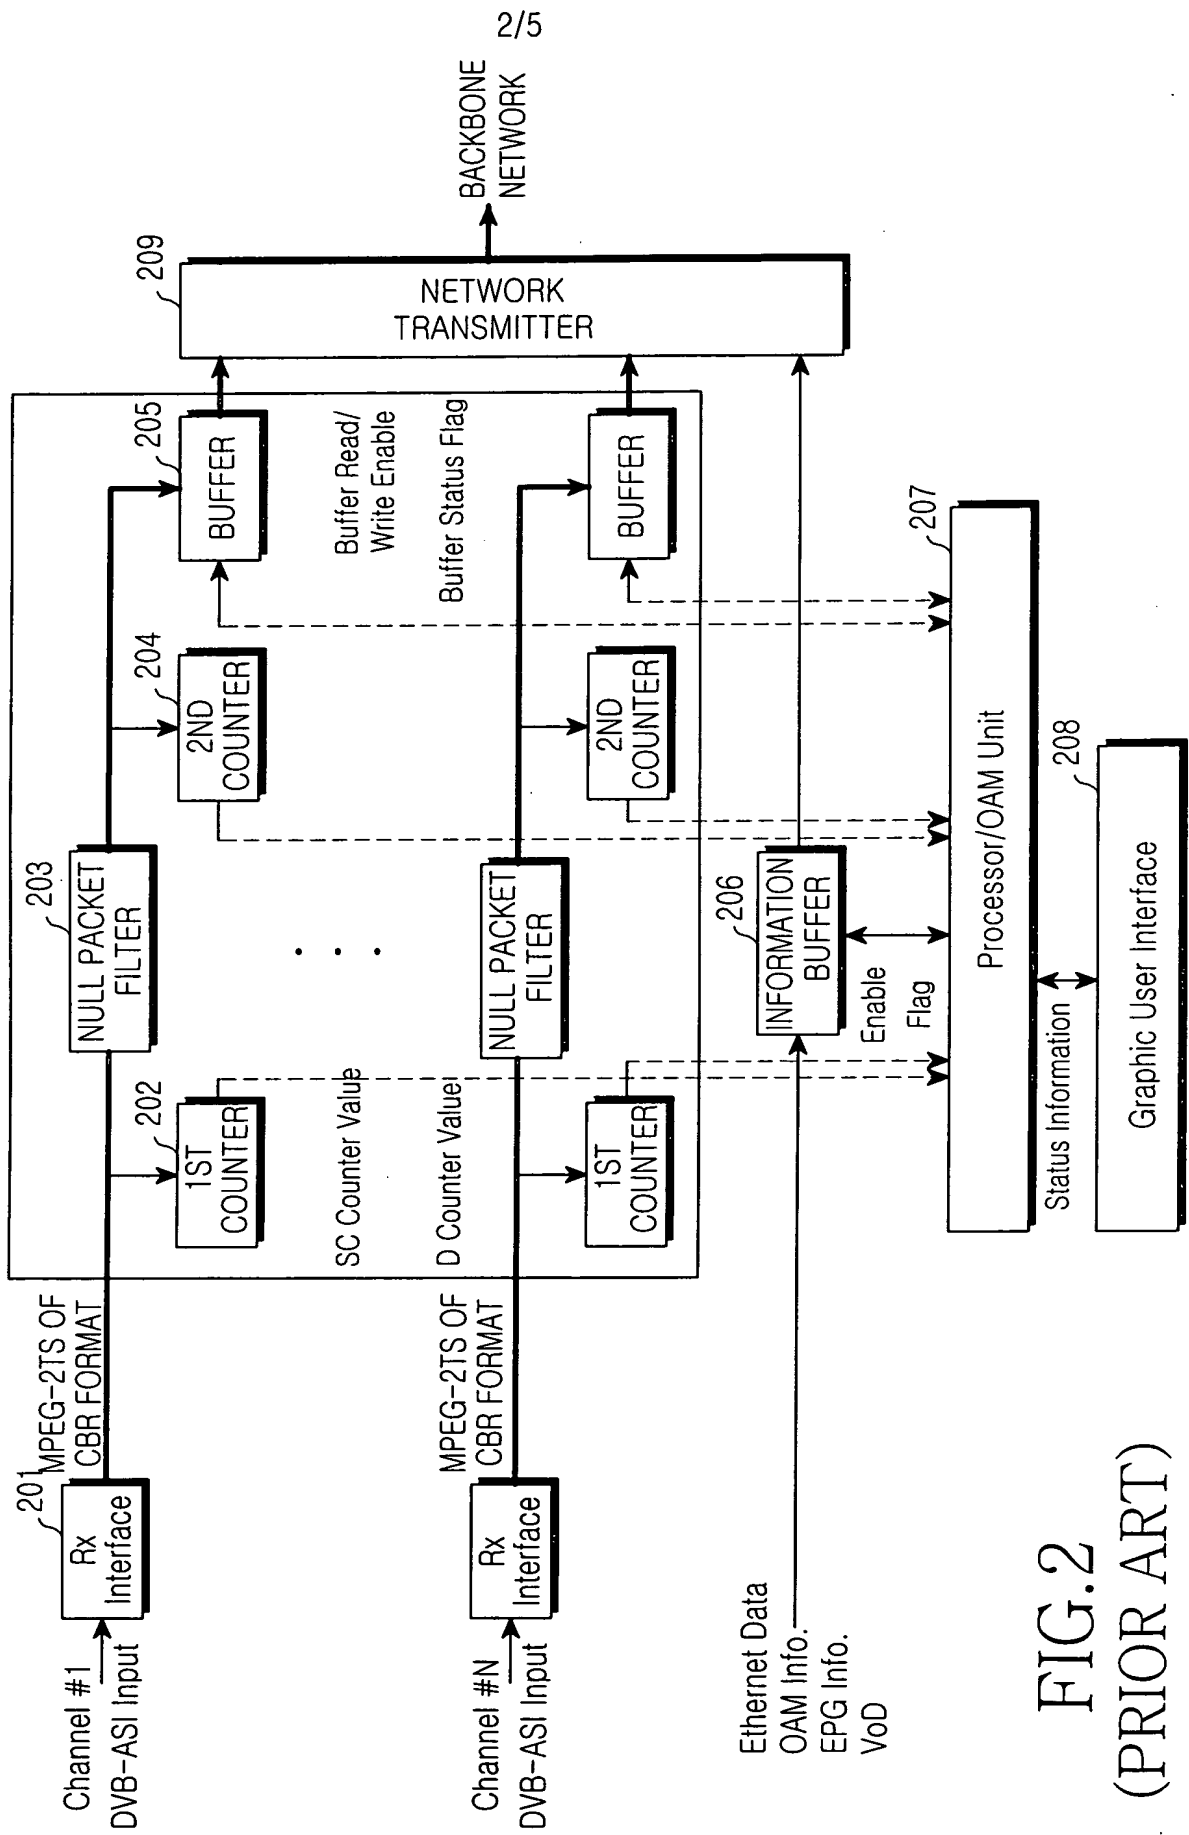 2/5
Channel #1
DVB-ASI Input
201
Rx
Interface
MPEG-2TS OF
CBR FORMAT
202
1ST
COUNTER
203
NULL PACKET
FILTER
204
2ND
COUNTER
205
BUFFER
209
NETWORK
TRANSMITTER
BACKBONE
NETWORK
SC Counter Value
D Counter Value
. . .
Buffer Read/
Write Enable
Buffer Status Flag
Channel #N
DVB-ASI Input
Rx
Interface
MPEG-2TS OF
CBR FORMAT
1ST
COUNTER
NULL PACKET
FILTER
2ND
COUNTER
BUFFER
Ethernet Data
OAM Info.
EPG Info.
VoD
206
INFORMATION
BUFFER
Enable
Flag
207
Processor/OAM Unit
Status Information
208
Graphic User Interface
FIG.2
(PRIOR ART)